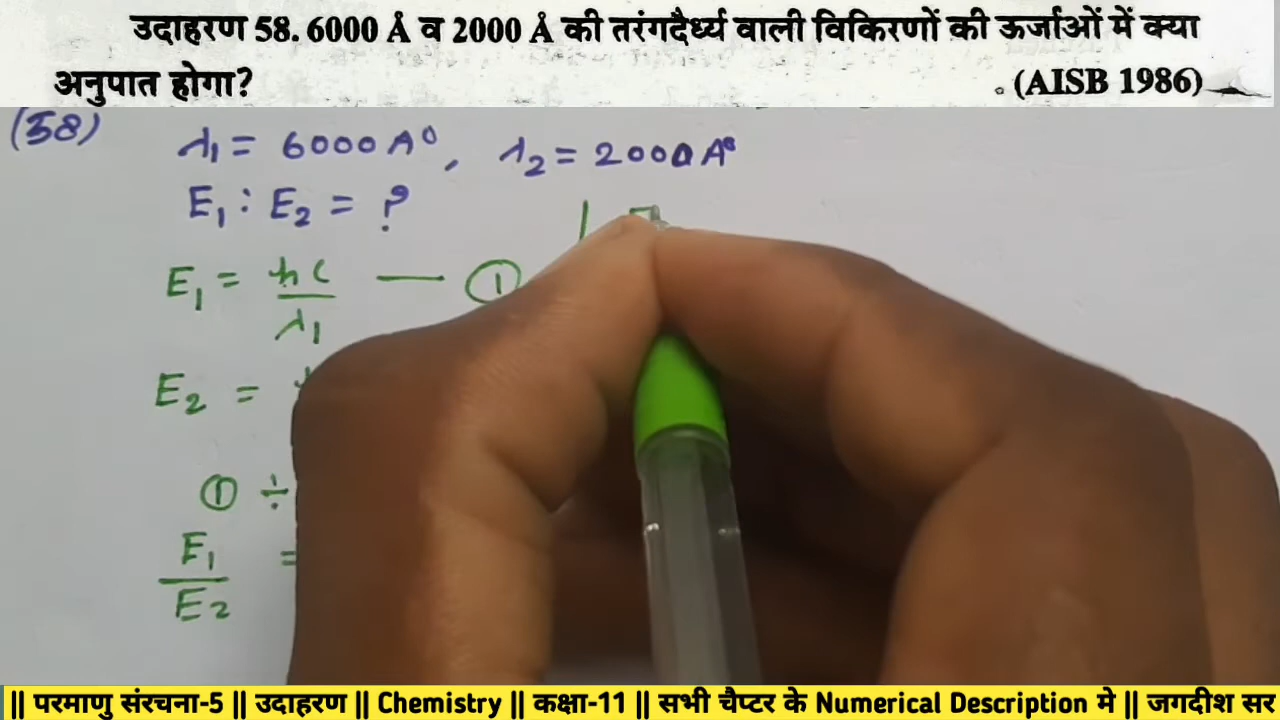 उदाहरण 58. 6000 Å व 2000 Å की तरंगदैर्ध्य वाली विकिरणों की ऊर्जाओं में क्या
अनुपात होगा? (AISB 1986)
(58) λ1 = 6000 A⁰, λ2 = 2000 A⁰
E1 : E2 = ?
E1 = hc / λ1 — ①
E2 =
① ÷
E1 / E2 =
|| परमाणु संरचना-5 || उदाहरण || Chemistry || कक्षा-11 || सभी चैप्टर के Numerical Description मे || जगदीश सर